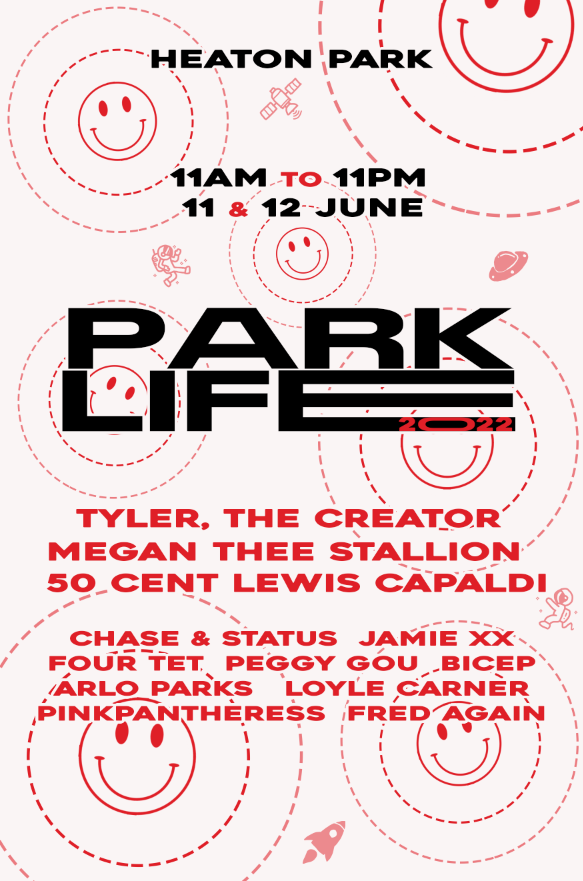 HEATON PARK
11AM TO 11PM
11 & 12 JUNE
PARK
LIFE
2022
TYLER, THE CREATOR
MEGAN THEE STALLION
50 CENT LEWIS CAPALDI
CHASE & STATUS JAMIE XX
FOUR TET PEGGY GOU BICEP
ARLO PARKS LOYLE CARNER
PINKPANTHERESS FRED AGAIN